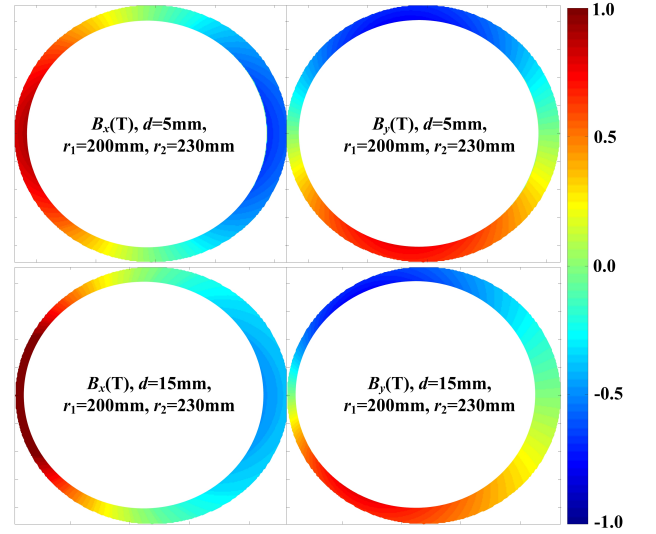 Bx(T), d=5mm,
r1=200mm, r2=230mm
By(T), d=5mm,
r1=200mm, r2=230mm
Bx(T), d=15mm,
r1=200mm, r2=230mm
By(T), d=15mm,
r1=200mm, r2=230mm
1.0
0.5
0.0
-0.5
-1.0